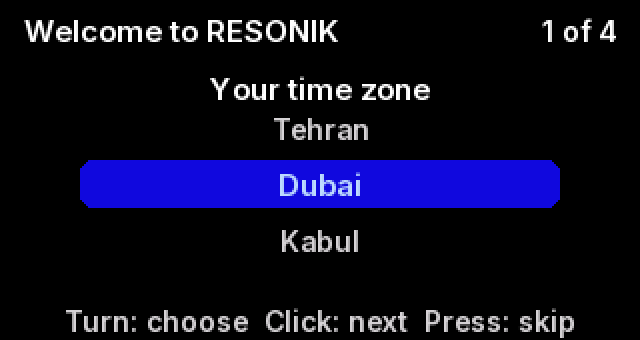 Welcome to RESONIK 1 of 4
Your time zone
Tehran
Dubai
Kabul
Turn: choose Click: next Press: skip